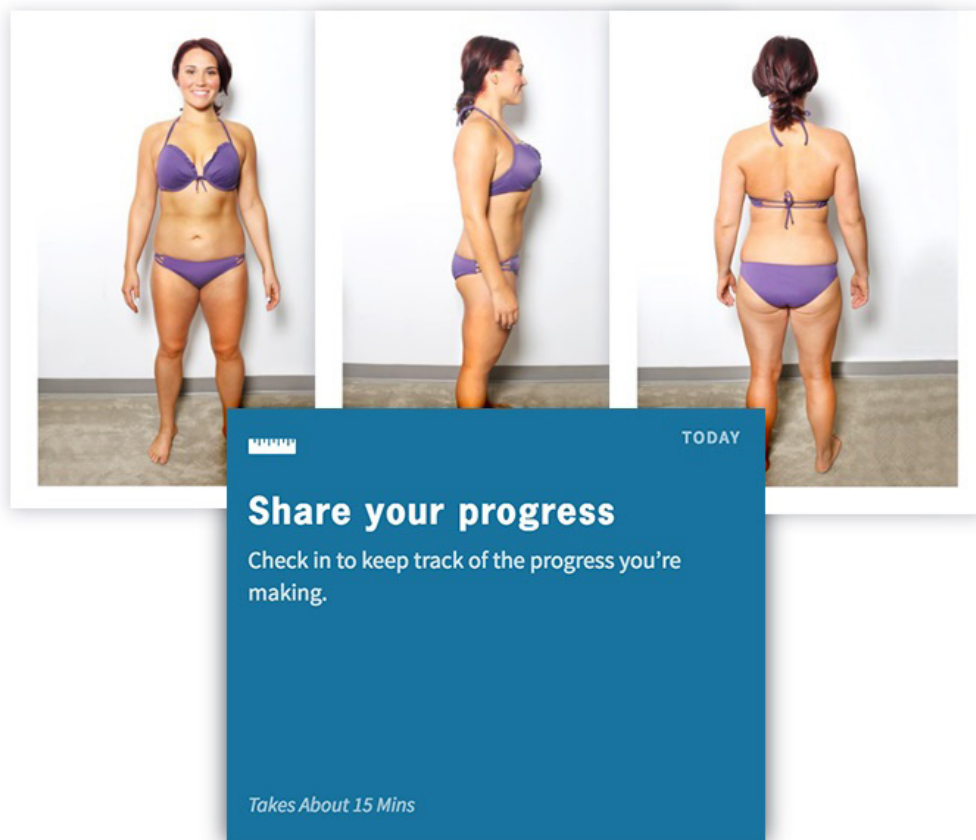 TODAY
Share your progress
Check in to keep track of the progress you’re
making.
Takes About 15 Mins